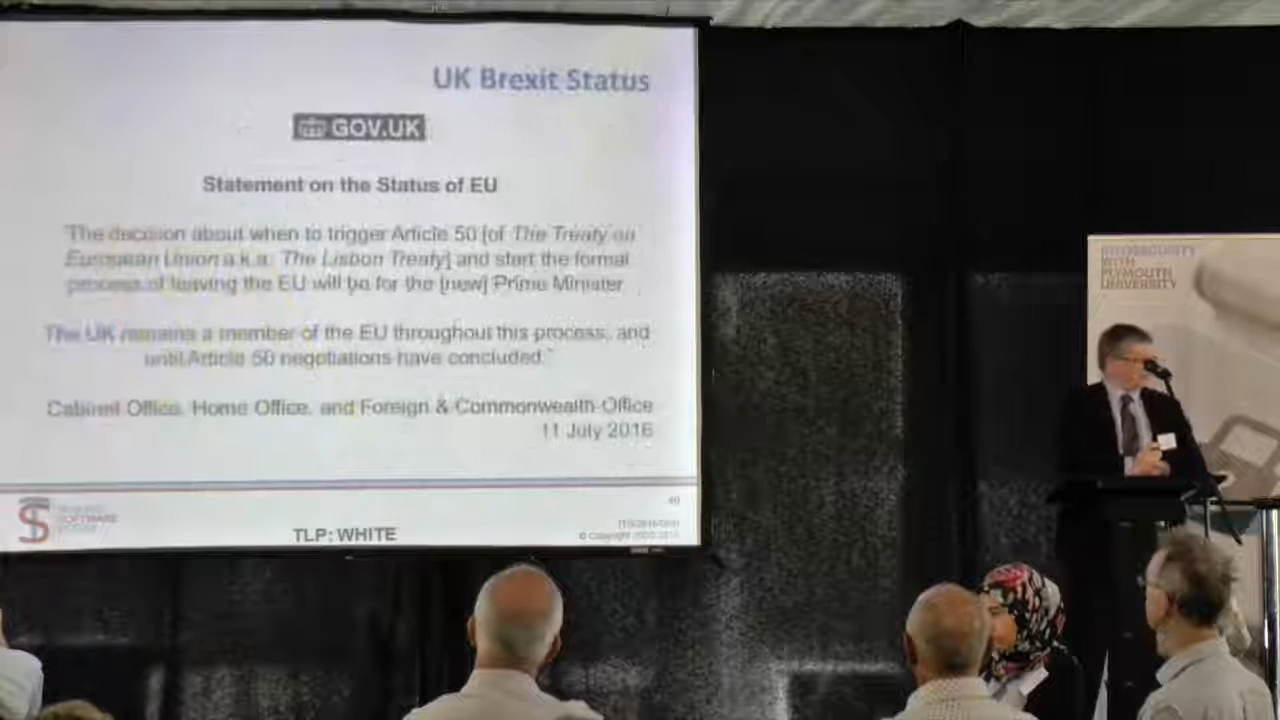 UK Brexit Status
GOV.UK
Statement on the Status of EU
"The decision about when to trigger Article 50 [of The Treaty on
European Union a.k.a. The Lisbon Treaty] and start the formal
process of leaving the EU will be for the [new] Prime Minister
The UK remains a member of the EU throughout this process, and
until Article 50 negotiations have concluded."
Cabinet Office, Home Office, and Foreign & Commonwealth Office
11 July 2016
SOFTWARE
TLP: WHITE
© Copyright
WITH
PLYMOUTH
UNIVERSITY